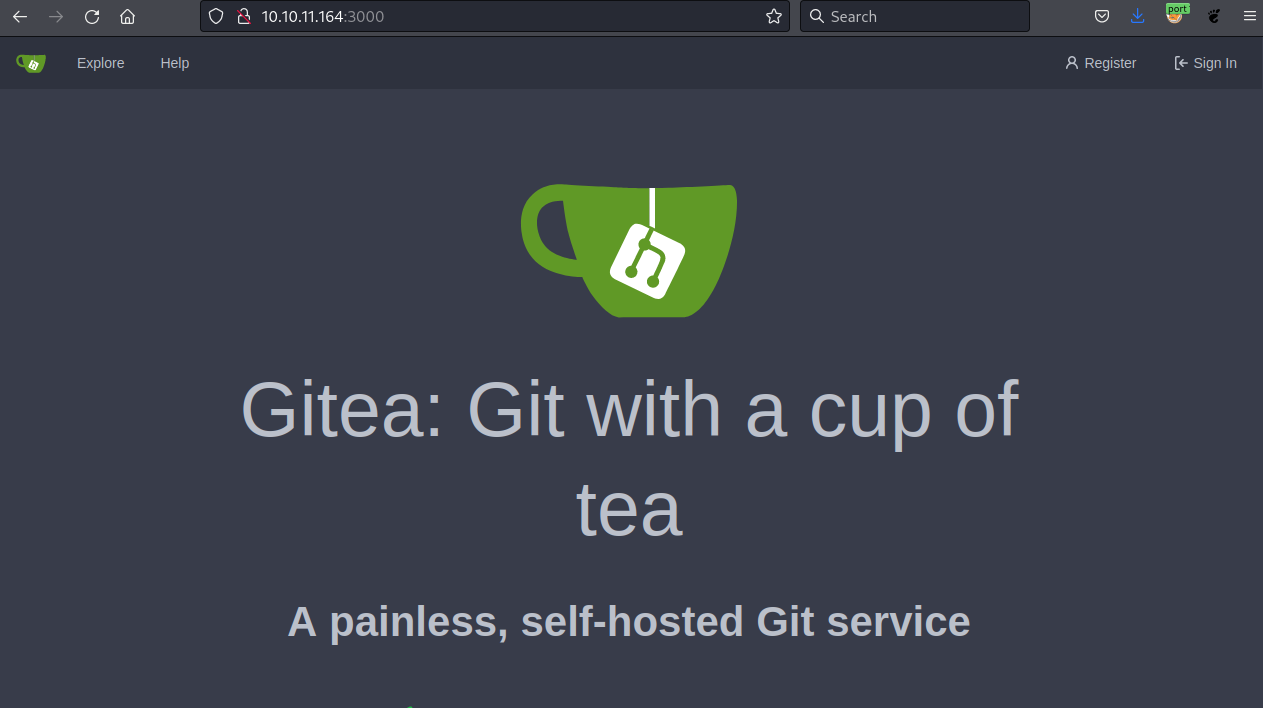 port
10.10.11.164:3000
Search
Explore
Help
Register
Sign In
Gitea: Git with a cup of
tea
A painless, self-hosted Git service